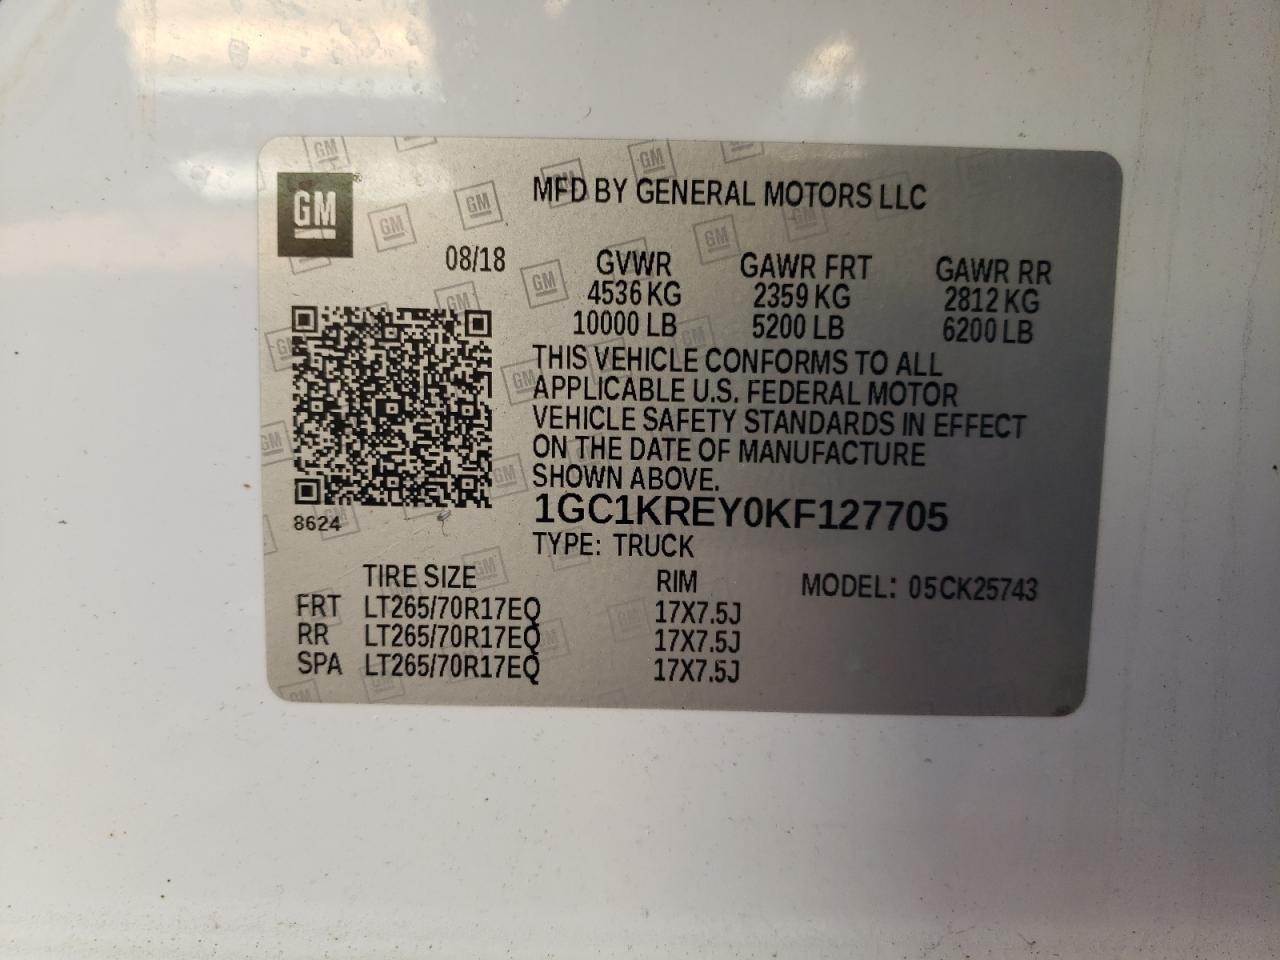 GM
MFD BY GENERAL MOTORS LLC
08/18 GVWR GAWR FRT GAWR RR
4536 KG 2359 KG 2812 KG
10000 LB 5200 LB 6200 LB
THIS VEHICLE CONFORMS TO ALL
APPLICABLE U.S. FEDERAL MOTOR
VEHICLE SAFETY STANDARDS IN EFFECT
ON THE DATE OF MANUFACTURE
SHOWN ABOVE.
8624
1GC1KREY0KF127705
TYPE: TRUCK
TIRE SIZE RIM MODEL: 05CK25743
FRT LT265/70R17EQ 17X7.5J
RR LT265/70R17EQ 17X7.5J
SPA LT265/70R17EQ 17X7.5J